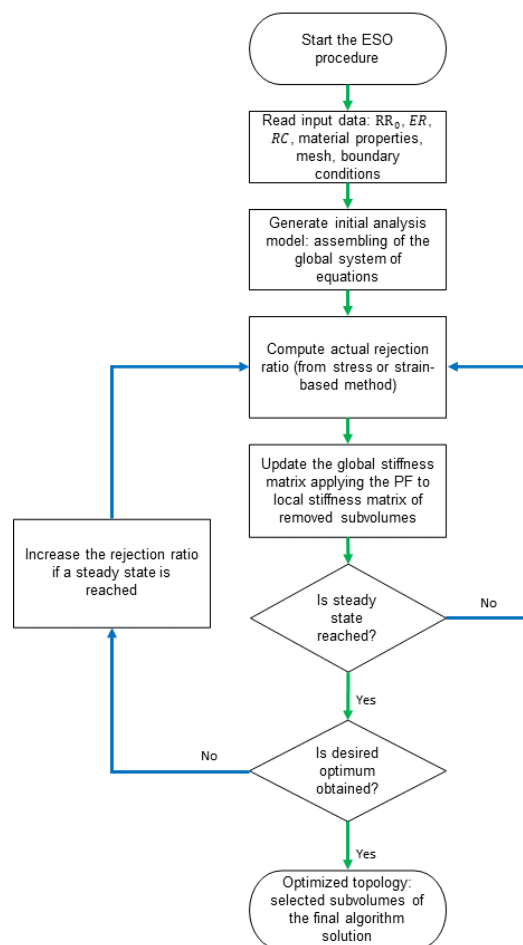 Start the ESO
procedure
Read input data: RR₀, ER,
RC, material properties,
mesh, boundary
conditions
Generate initial analysis
model: assembling of the
global system of
equations
Compute actual rejection
ratio (from stress or strain-
based method)
Update the global stiffness
matrix applying the PF to
local stiffness matrix of
removed subvolumes
Increase the rejection ratio
if a steady state is
reached
Is steady
state
reached?
No
Yes
Is desired
optimum
obtained?
No
Yes
Optimized topology:
selected subvolumes of
the final algorithm
solution